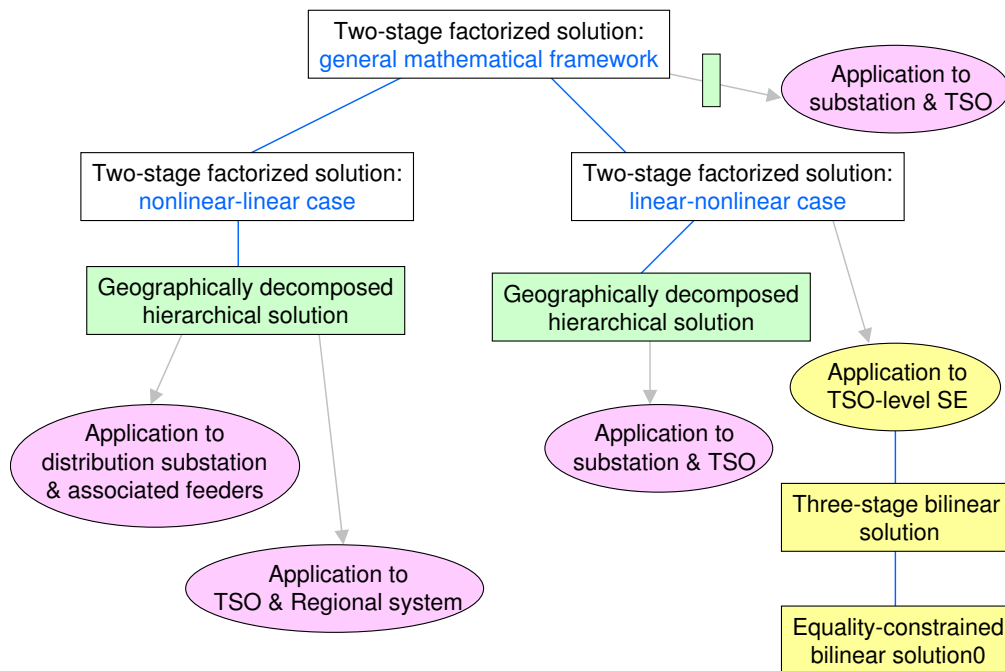 Two-stage factorized solution:
general mathematical framework
Application to
substation & TSO
Two-stage factorized solution:
nonlinear-linear case
Two-stage factorized solution:
linear-nonlinear case
Geographically decomposed
hierarchical solution
Geographically decomposed
hierarchical solution
Application to
TSO-level SE
Application to
distribution substation
& associated feeders
Application to
substation & TSO
Three-stage bilinear
solution
Application to
TSO & Regional system
Equality-constrained
bilinear solution0